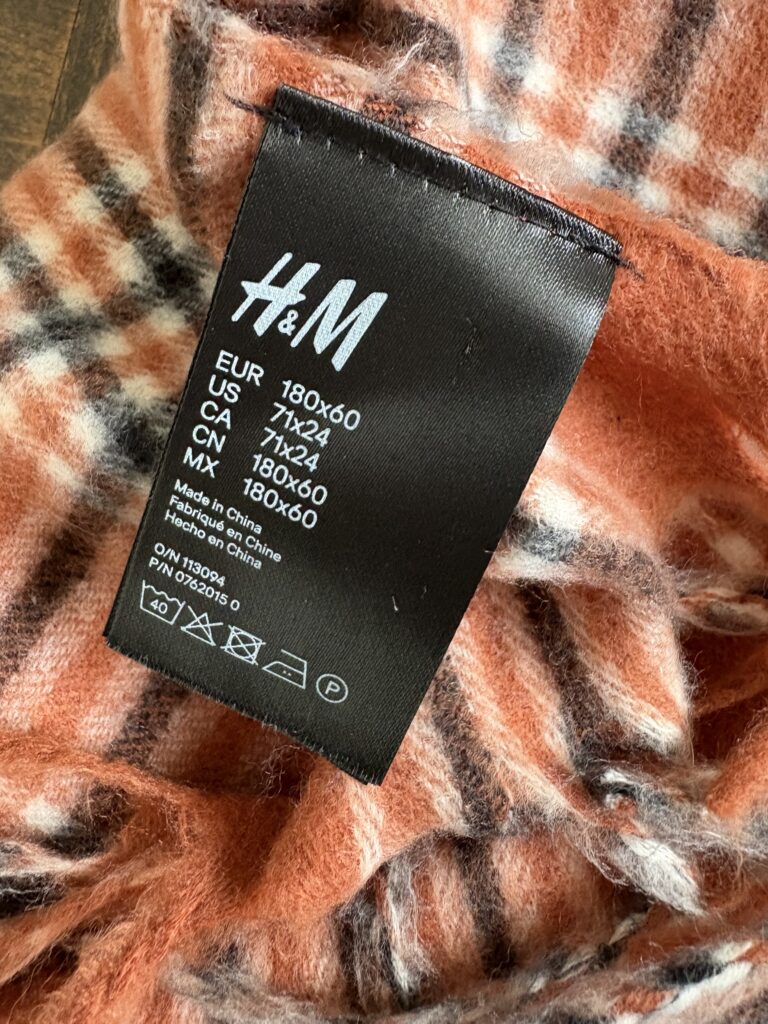 H&M
EUR 180x60
US 71x24
CA 71x24
CN 180x60
MX 180x60
Made in China
Fabriqué en Chine
Hecho en China
O/N 113094
P/N 0762015 0
40
P